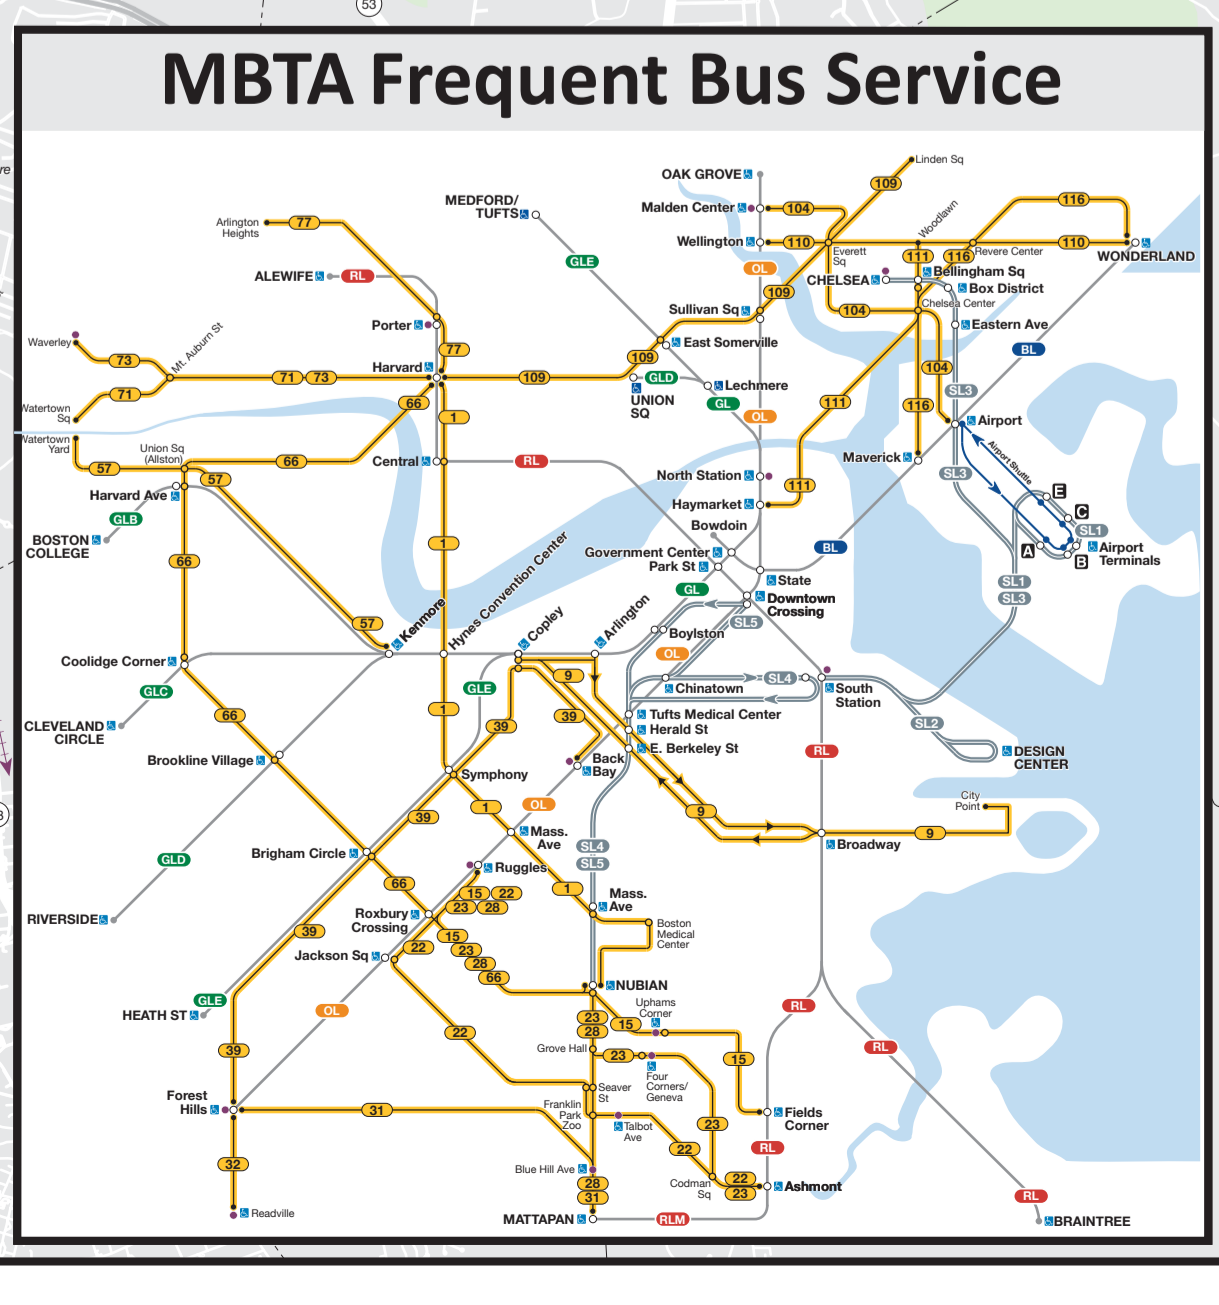 53
MBTA Frequent Bus Service
Linden Sq
OAK GROVE
109
MEDFORD/
TUFTS
Malden Center
104
116
Arlington
Heights
77
Wellington
110
Everett
Sq
Woodlawn
Revere Center
110
WONDERLAND
GLE
OL
111
116
ALEWIFE
RL
CHELSEA
Bellingham Sq
Box District
109
Chelsea Center
Sullivan Sq
104
Porter
Eastern Ave
Waverley
Mt. Auburn St
77
East Somerville
BL
73
Harvard
109
104
71
73
109
GLD
Lechmere
71
UNION
SQ
GL
SL3
66
111
116
Watertown
Sq
1
OL
Airport
Watertown
Yard
Union Sq
(Allston)
66
Central
RL
Maverick
Airport Shuttle
57
57
North Station
SL3
Harvard Ave
111
E
GLB
Haymarket
C
BOSTON
COLLEGE
Bowdoin
SL1
1
Hynes Convention Center
Government Center
BL
A
Airport
Terminals
66
Park St
B
State
SL1
GL
SL3
Downtown
Crossing
57
Kenmore
Copley
Arlington
SL5
Boylston
Coolidge Corner
OL
GLC
GLE
9
Chinatown
SL4
South
Station
66
1
39
39
Tufts Medical Center
CLEVELAND
CIRCLE
Herald St
SL2
E. Berkeley St
RL
DESIGN
CENTER
Brookline Village
Back
Bay
Symphony
City
Point
OL
1
9
39
Mass.
Ave
9
Broadway
SL4
GLD
Brigham Circle
SL5
Ruggles
66
1
15
22
Mass.
Ave
23
28
RIVERSIDE
Roxbury
Crossing
39
15
Boston
Medical
Center
22
23
Jackson Sq
28
66
NUBIAN
GLE
OL
RL
HEATH ST
Uphams
Corner
23
15
28
22
RL
39
Grove Hall
23
15
Four
Corners/
Geneva
Seaver
St
Forest
Hills
31
Franklin
Park
Zoo
Fields
Corner
Talbot
Ave
23
22
RL
32
Blue Hill Ave
28
Codman
Sq
22
23
Ashmont
31
RL
Readville
MATTAPAN
RLM
BRAINTREE